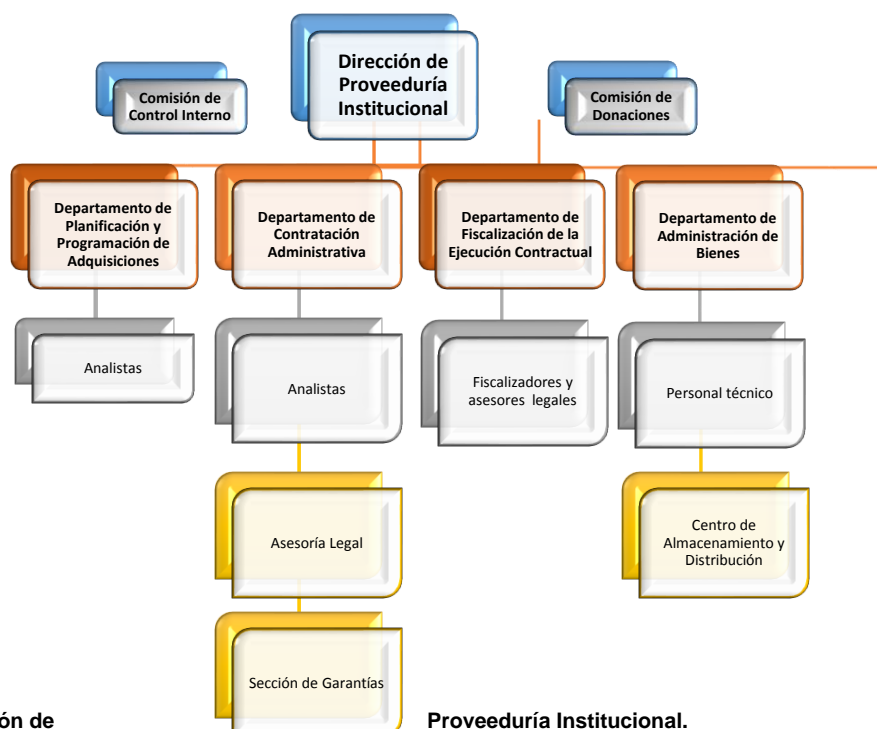 Dirección de
Proveeduría
Institucional
Comisión de
Control Interno
Comisión de
Donaciones
Departamento de
Planificación y
Programación de
Adquisiciones
Departamento de
Contratación
Administrativa
Departamento de
Fiscalización de la
Ejecución Contractual
Departamento de
Administración de
Bienes
Analistas
Analistas
Fiscalizadores y
asesores legales
Personal técnico
Asesoría Legal
Centro de
Almacenamiento y
Distribución
Sección de Garantías
ón de
Proveeduría Institucional.